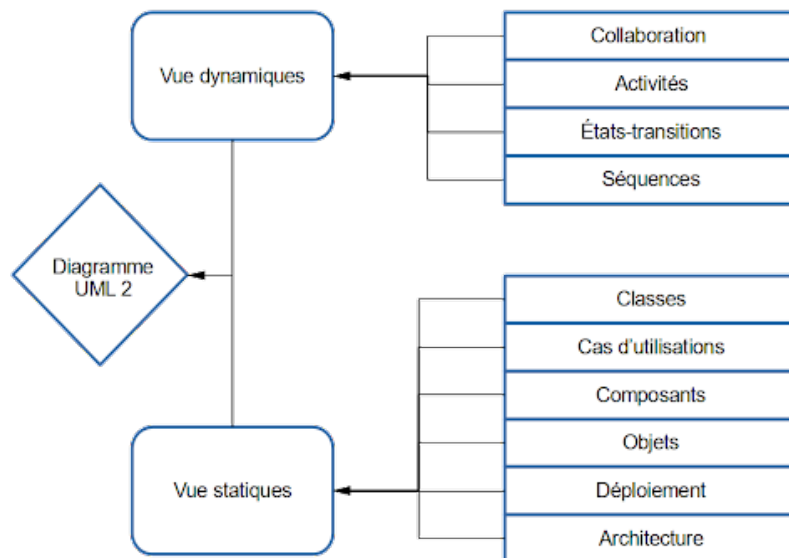 Vue dynamiques
Collaboration
Activités
États-transitions
Séquences
Diagramme
UML 2
Vue statiques
Classes
Cas d'utilisations
Composants
Objets
Déploiement
Architecture